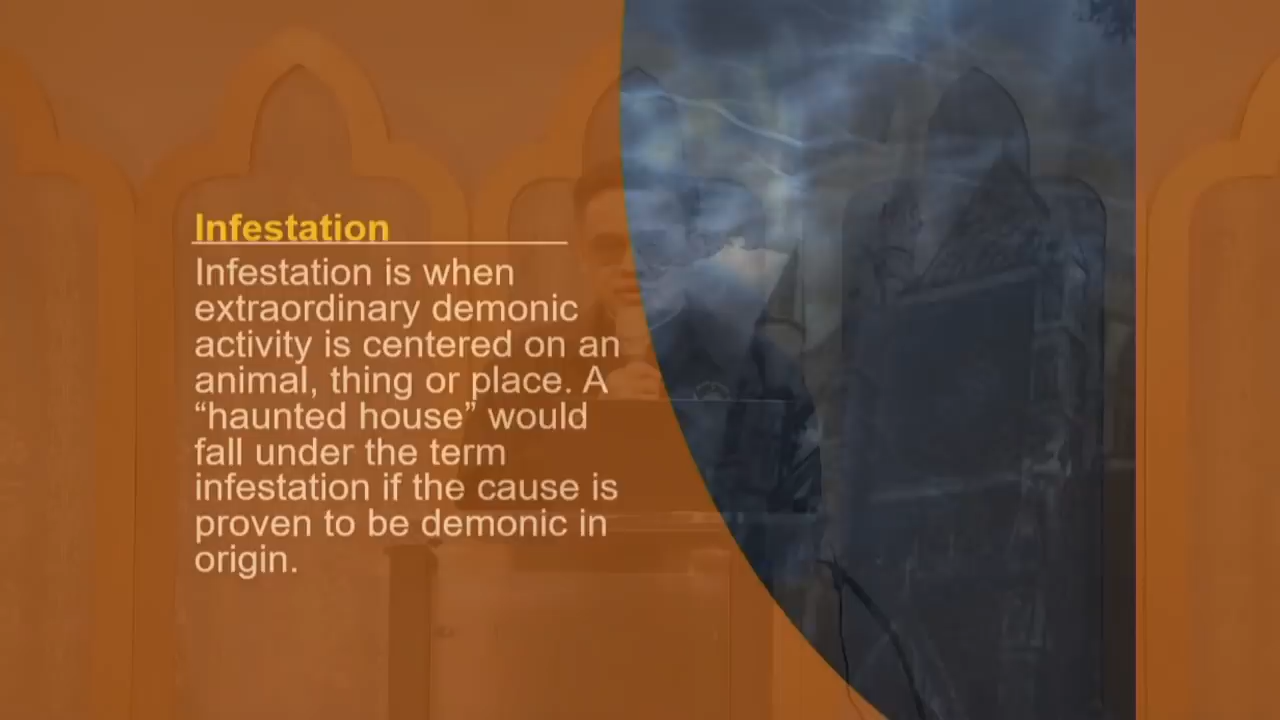 Infestation
Infestation is when
extraordinary demonic
activity is centered on an
animal, thing or place. A
“haunted house” would
fall under the term
infestation if the cause is
proven to be demonic in
origin.